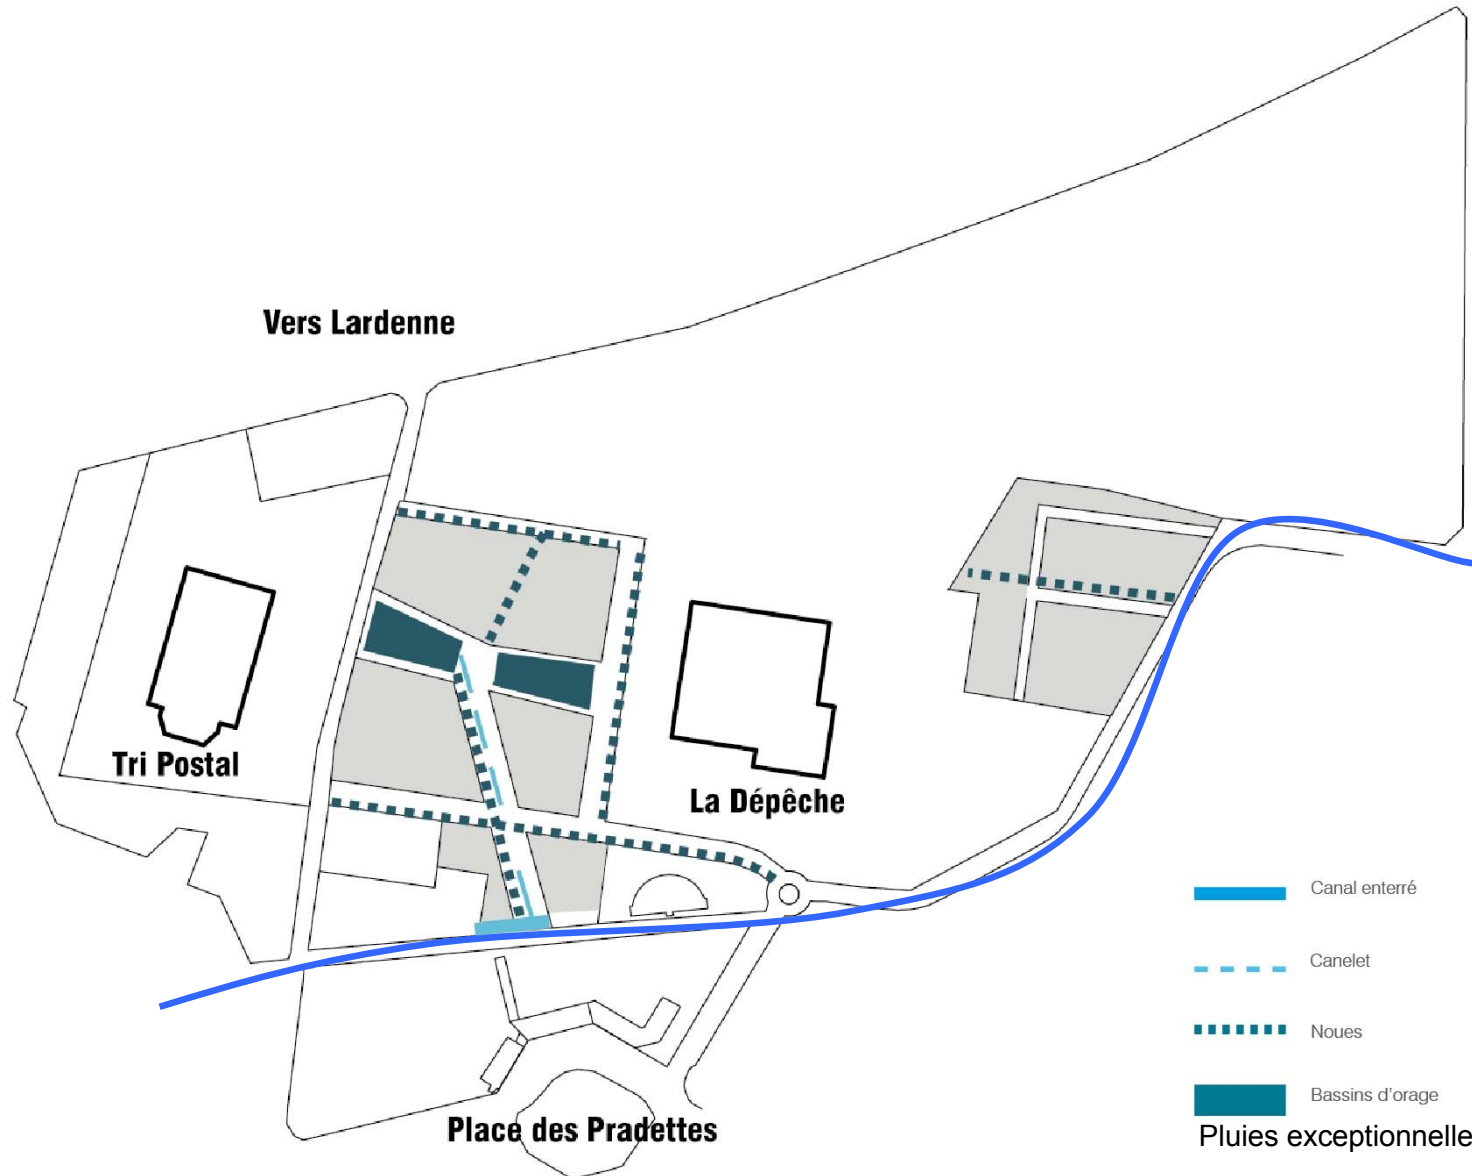 Vers Lardenne
Tri Postal
La Dépêche
Canal enterré
Canelet
Noues
Bassins d'orage
Place des Pradettes
Pluies exceptionnelle